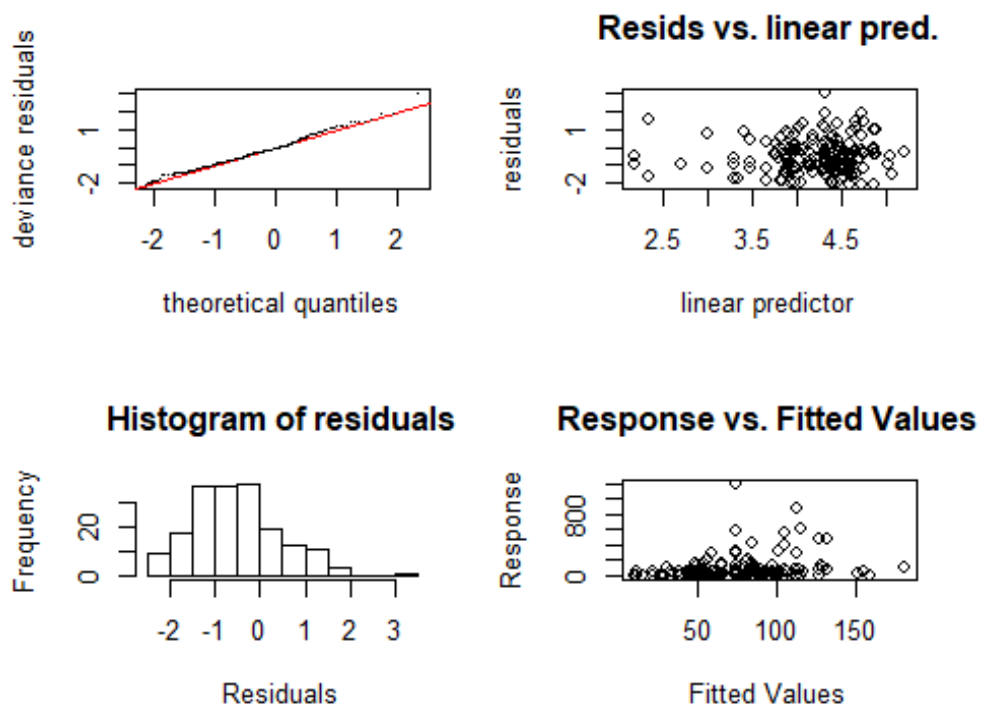 deviance residuals
1
-2
-2 -1 0 1 2
theoretical quantiles
Resids vs. linear pred.
residuals
1
-2
2.5 3.5 4.5
linear predictor
Histogram of residuals
Frequency
20
0
-2 -1 0 1 2 3
Residuals
Response vs. Fitted Values
Response
800
0
50 100 150
Fitted Values